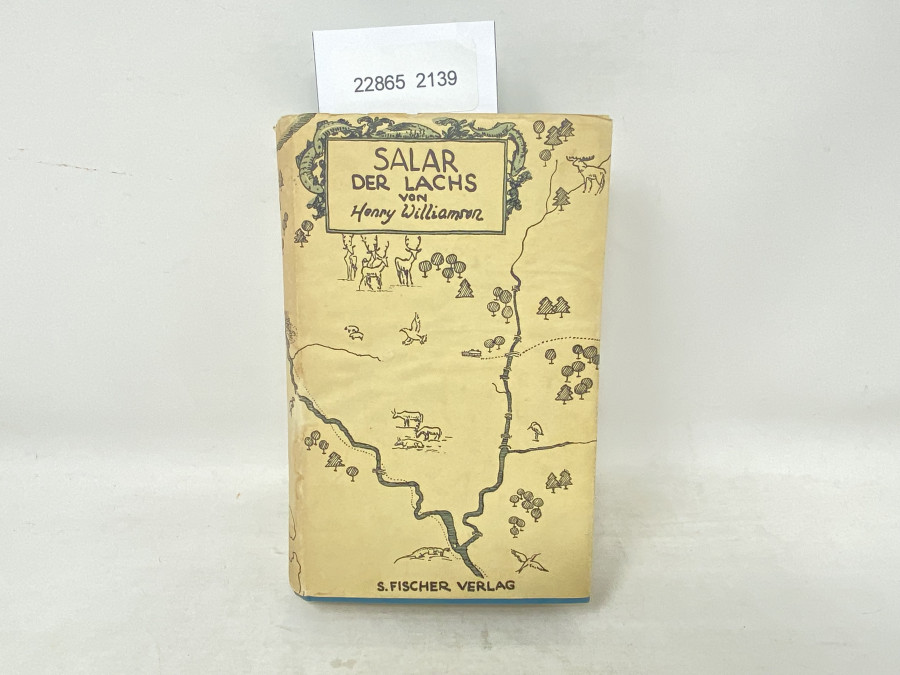 22865 2139
SALAR
DER LACHS
VON
Henry Williamson
S. FISCHER VERLAG